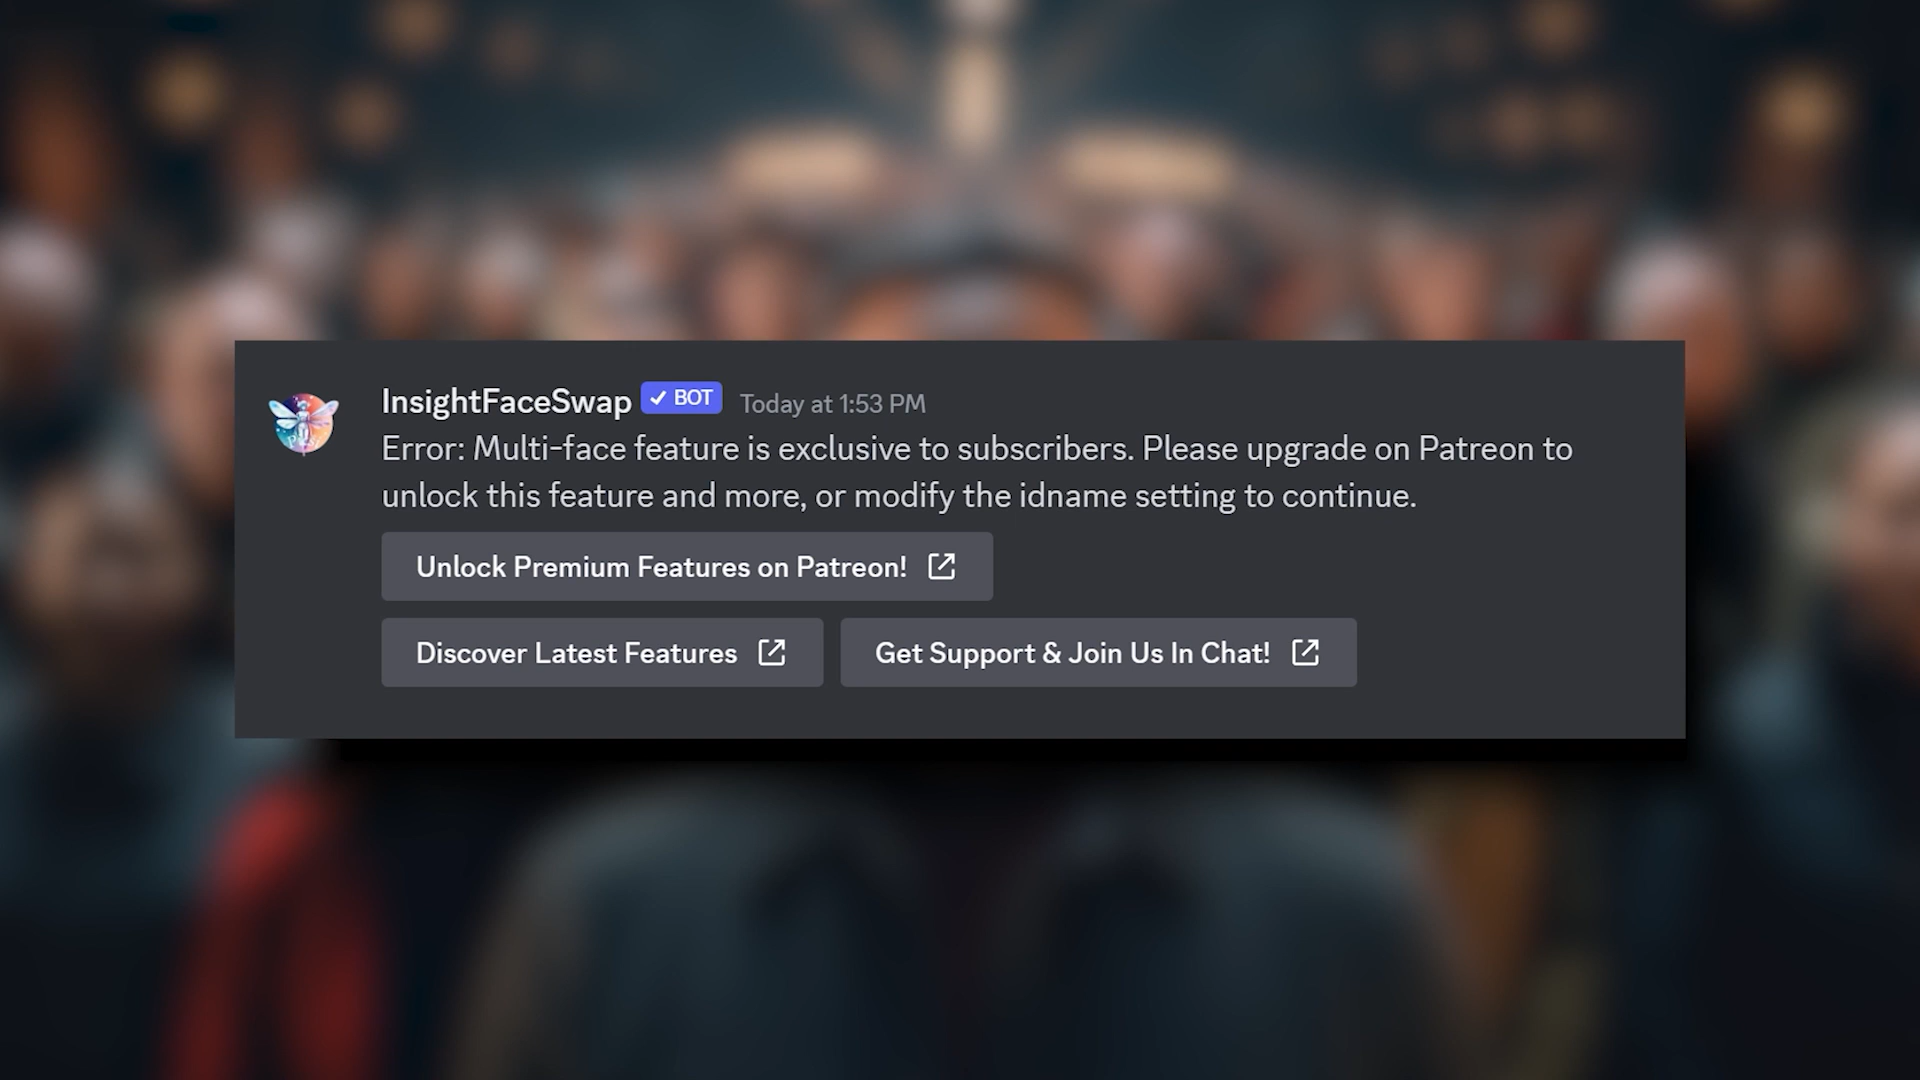 InsightFaceSwap BOT Today at 1:53 PM
Error: Multi-face feature is exclusive to subscribers. Please upgrade on Patreon to
unlock this feature and more, or modify the idname setting to continue.
Unlock Premium Features on Patreon!
Discover Latest Features
Get Support & Join Us In Chat!